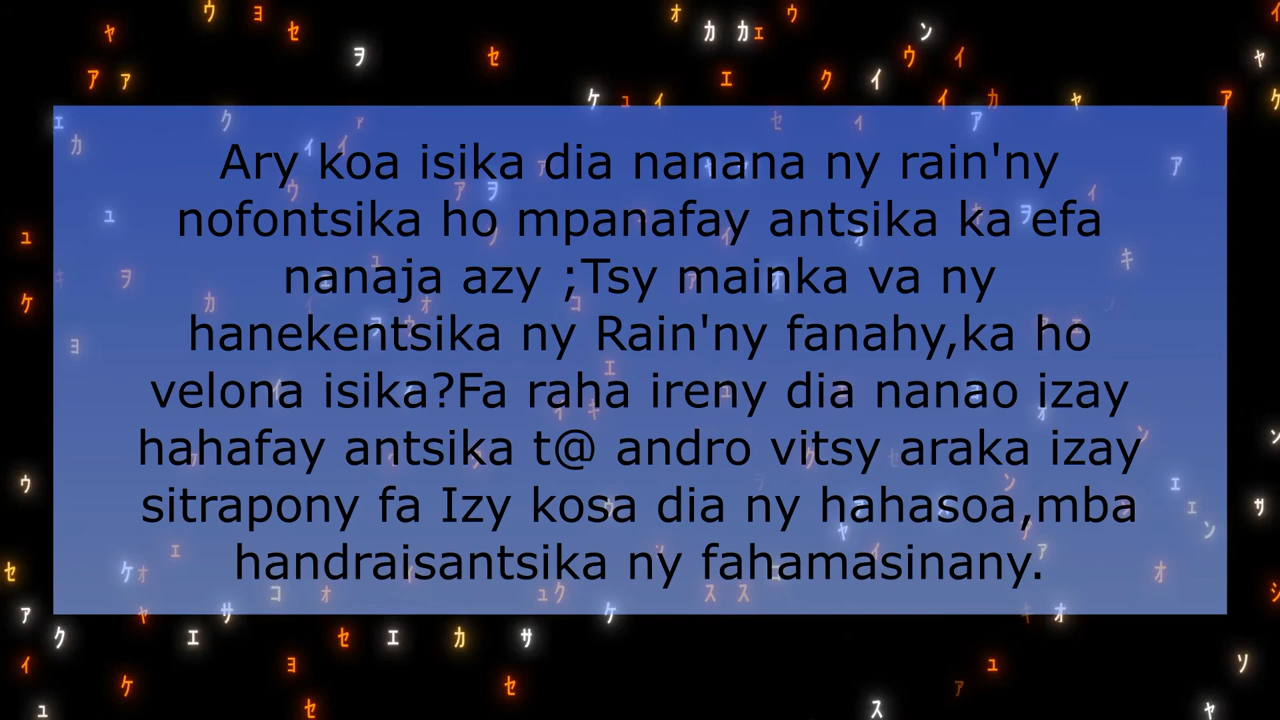 Ary koa isika dia nanana ny rain'ny
nofontsika ho mpanafay antsika ka efa
nanaja azy ;Tsy mainka va ny
hanekentsika ny Rain'ny fanahy,ka ho
velona isika?Fa raha ireny dia nanao izay
hahafay antsika t@ andro vitsy araka izay
sitrapony fa Izy kosa dia ny hahasoa,mba
handraisantsika ny fahamasinany.